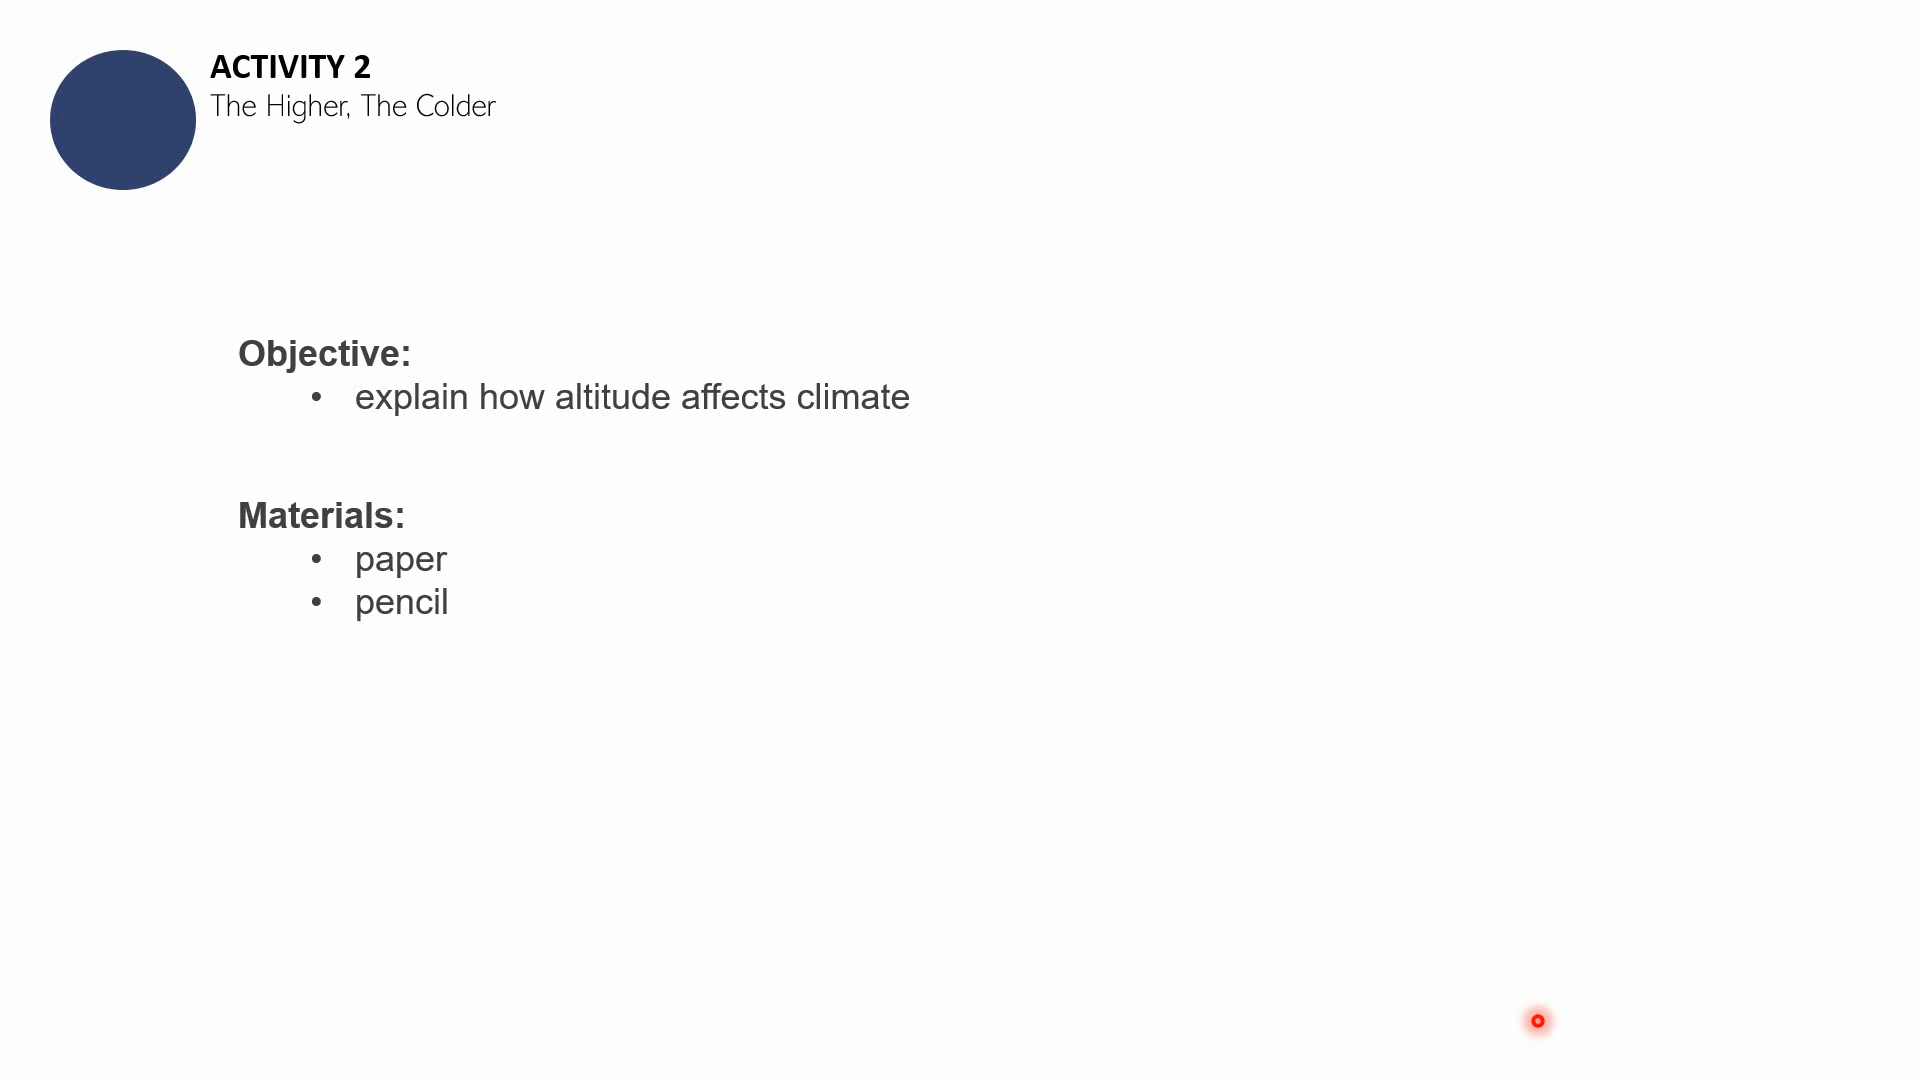 ACTIVITY 2
The Higher, The Colder
Objective:
• explain how altitude affects climate
Materials:
• paper
• pencil